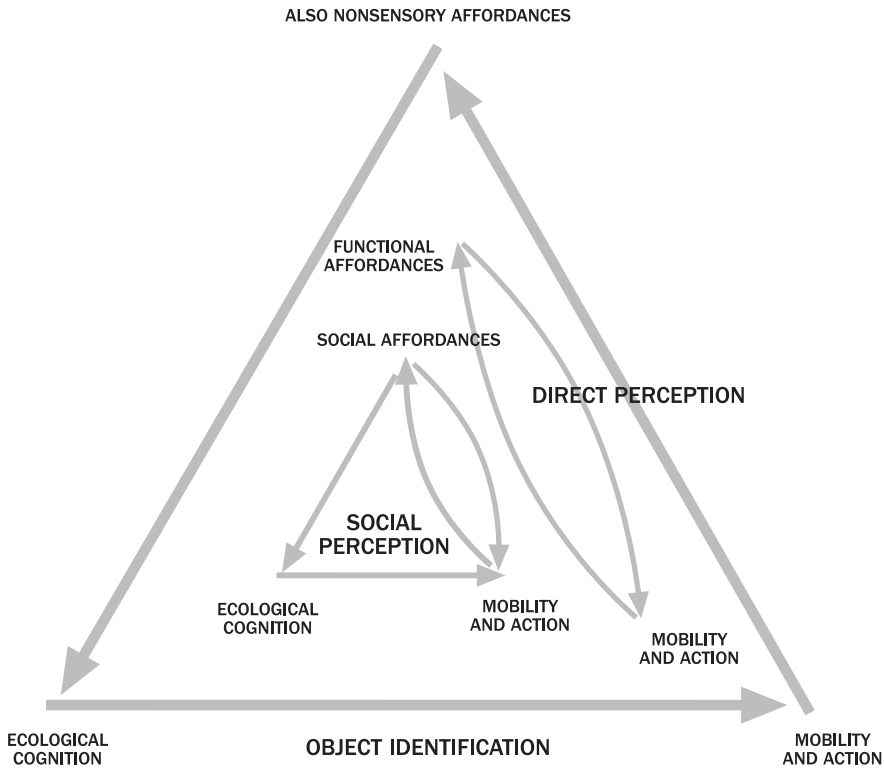 ALSO NONSENSORY AFFORDANCES
FUNCTIONAL
AFFORDANCES
SOCIAL AFFORDANCES
DIRECT PERCEPTION
SOCIAL
PERCEPTION
ECOLOGICAL
COGNITION
MOBILITY
AND ACTION
MOBILITY
AND ACTION
ECOLOGICAL
COGNITION
OBJECT IDENTIFICATION
MOBILITY
AND ACTION